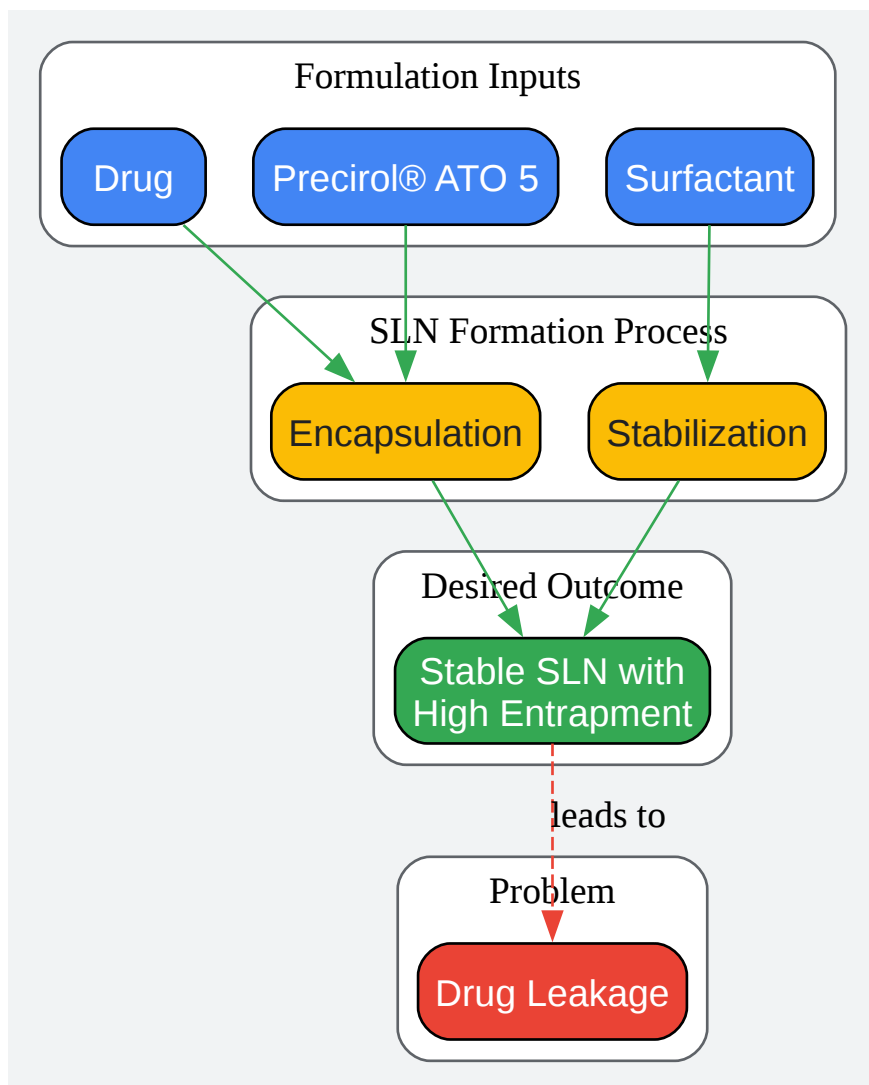 Formulation Inputs
Drug
Precirol® ATO 5
Surfactant
SLN Formation Process
Encapsulation
Stabilization
Desired Outcome
Stable SLN with
High Entrapment
leads to
Problem
Drug Leakage